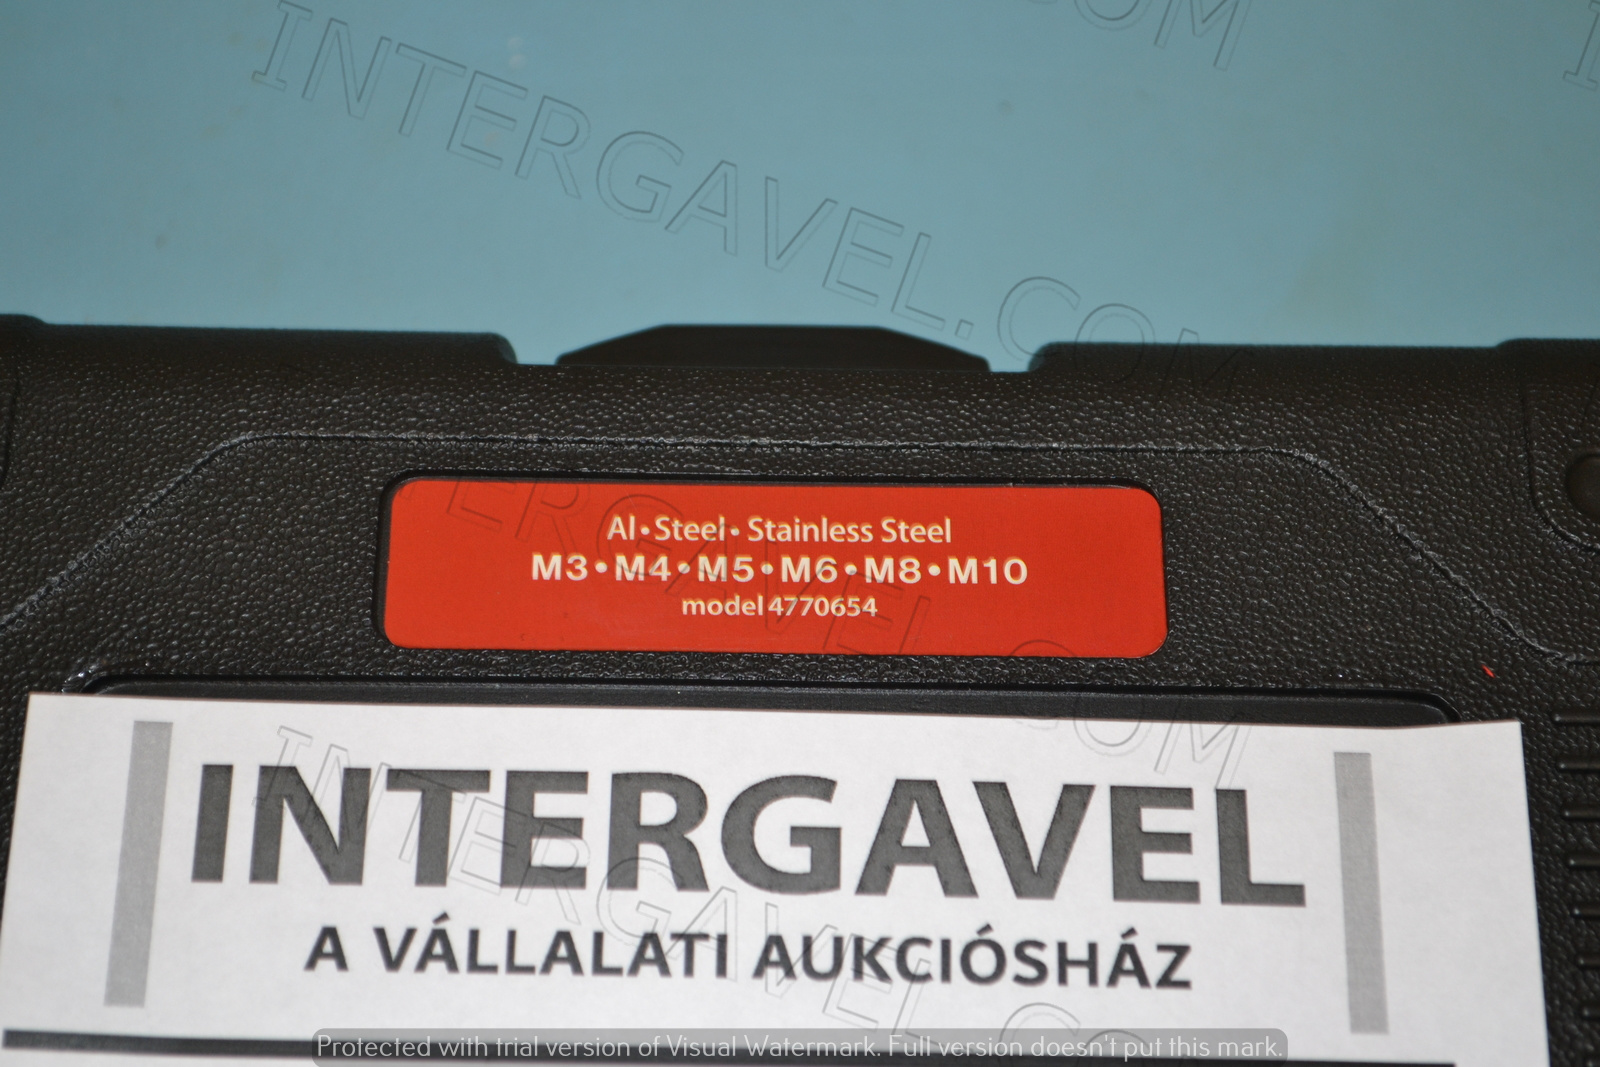 INTERGAVEL.COM
Al•Steel•Stainless Steel
M3•M4•M5•M6•M8•M10
model 4770654
INTERGAVEL
A VÁLLALATI AUKCIÓSHÁZ
Protected with trial version of Visual Watermark. Full version doesn't put this mark.